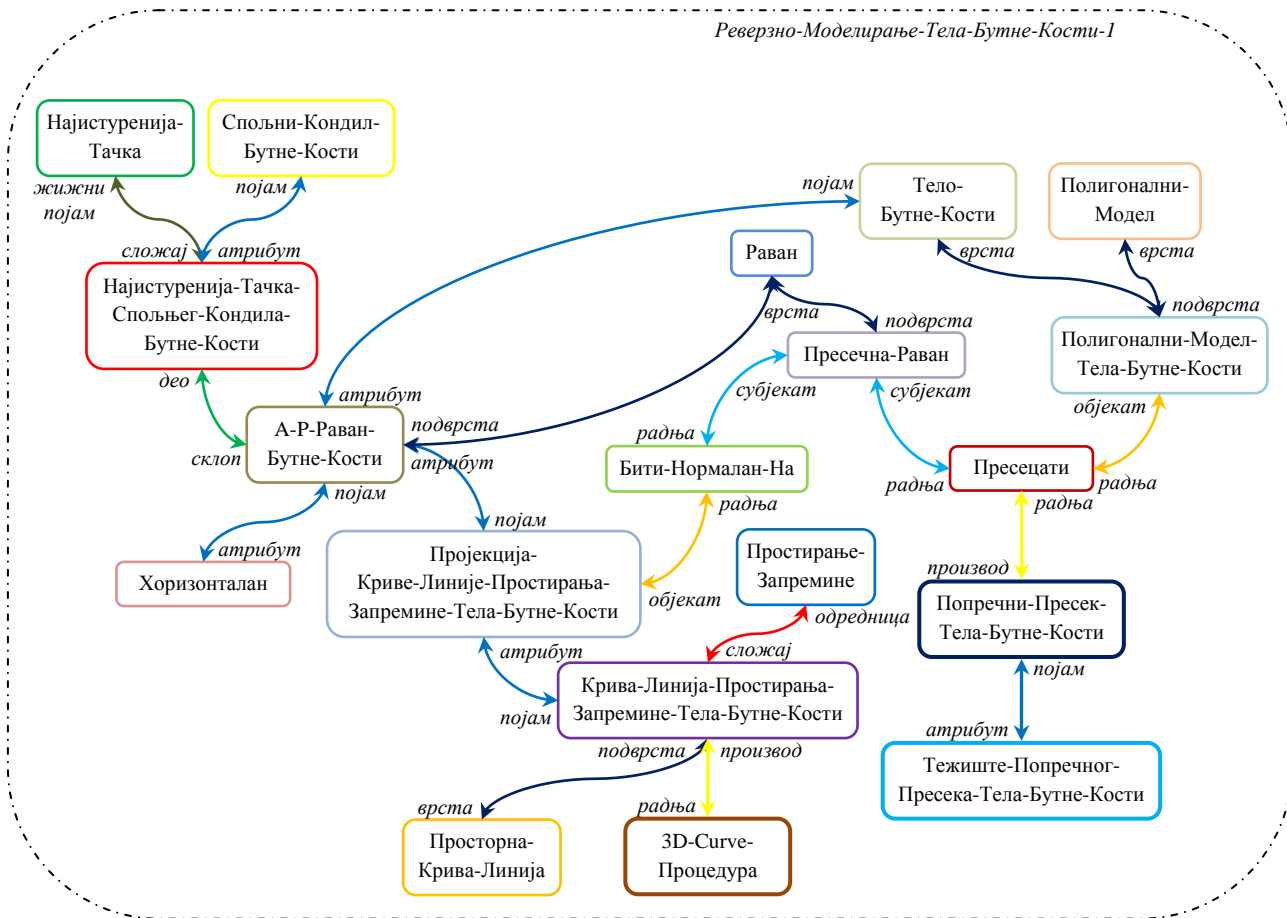 Реверзно-Моделирање-Тела-Бутне-Кости-1
Најистуренија-
Тачка
Спољни-Кондил-
Бутне-Кости
жижни
појам
појам
сложај
атрибут
Најистуренија-Тачка-
Спољњег-Кондила-
Бутне-Кости
појам
Тело-
Бутне-Кости
Полигонални-
Модел
врста
врста
Раван
врста
подврста
подврста
Пресечна-Раван
Полигонални-Модел-
Тела-Бутне-Кости
субјекат
субјекат
објекат
део
атрибут
А-Р-Раван-
Бутне-Кости
подврста
атрибут
склоп
појам
радња
Бити-Нормалан-На
радња
Пресецати
радња
радња
радња
атрибут
Хоризонталан
појам
Пројекција-
Криве-Линије-Простирања-
Запремине-Тела-Бутне-Кости
објекат
Простирање-
Запремине
одредница
производ
Попречни-Пресек-
Тела-Бутне-Кости
појам
атрибут
сложај
појам
Крива-Линија-Простирања-
Запремине-Тела-Бутне-Кости
подврста
производ
атрибут
Тежиште-Попречног-
Пресека-Тела-Бутне-Кости
врста
радња
Просторна-
Крива-Линија
3D-Curve-
Процедура